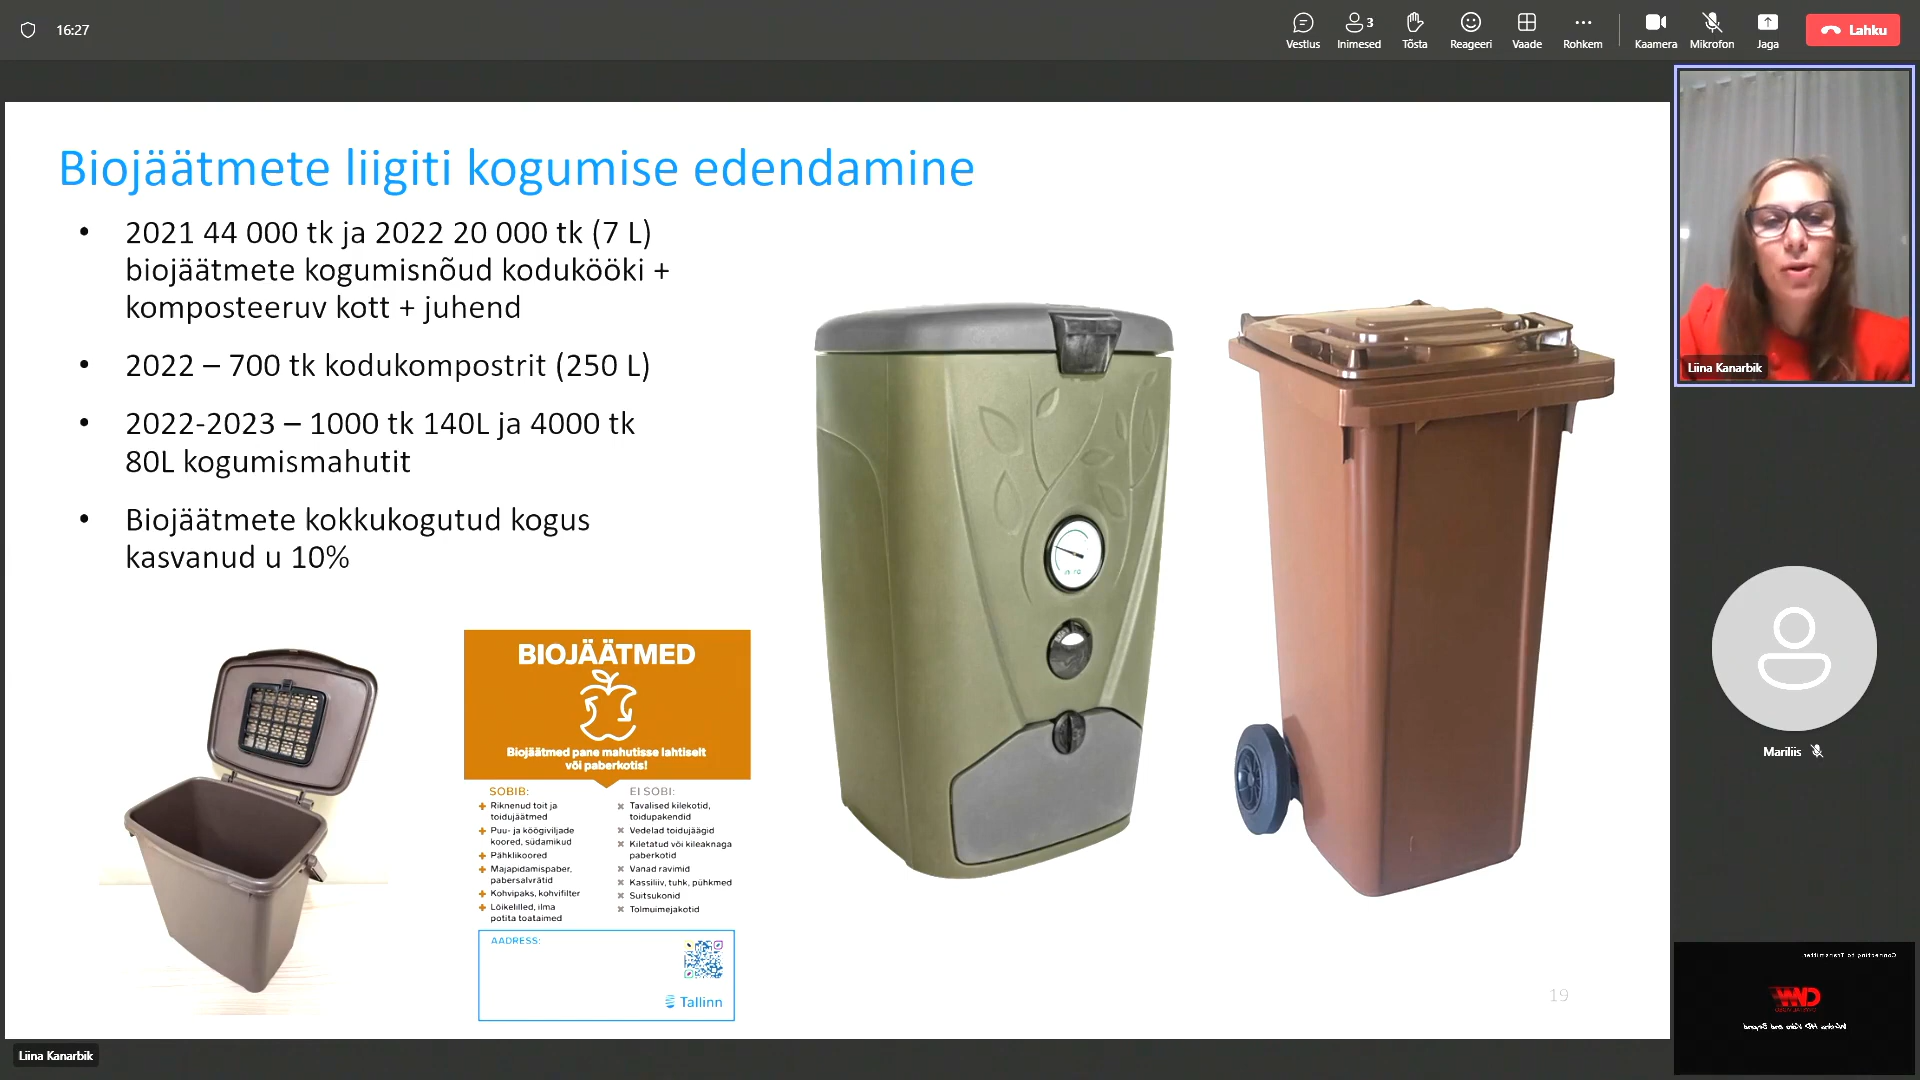 16:27
Vestlus
Inimesed
3
Tõsta
Reageeri
Vaade
Rohkem
Kaamera
Mikrofon
Jaga
Lahku
Biojäätmete liigiti kogumise edendamine
• 2021 44 000 tk ja 2022 20 000 tk (7 L)
biojäätmete kogumisnõud kodukööki +
komposteeruv kott + juhend
• 2022 – 700 tk kodukompostrit (250 L)
• 2022-2023 – 1000 tk 140L ja 4000 tk
80L kogumismahutit
• Biojäätmete kokkukogutud kogus
kasvanud u 10%
BIOJÄÄTMED
Biojäätmed pane mahutisse lahtiselt
või paberkotis!
SOBIB:
Riknenud toit ja
toidujäätmed
Puu- ja köögiviljade
koored, südamikud
Pähklikoored
Majapidamispaber,
pabersalvrätid
Kohvipaks, kohvifilter
Lõikelilled, ilma
potita toataimed
EI SOBI:
Tavalised kilekotid,
toidupakendid
Vedelad toidujäägid
Kiletatud või kileaknaga
paberkotid
Vanad ravimid
Kassiliiv, tuhk, pühkmed
Suitsukonid
Tolmuimejakotid
AADRESS:
Tallinn
19
Liina Kanarbik
Mariliis
Connecting to Transmitter
Liina Kanarbik